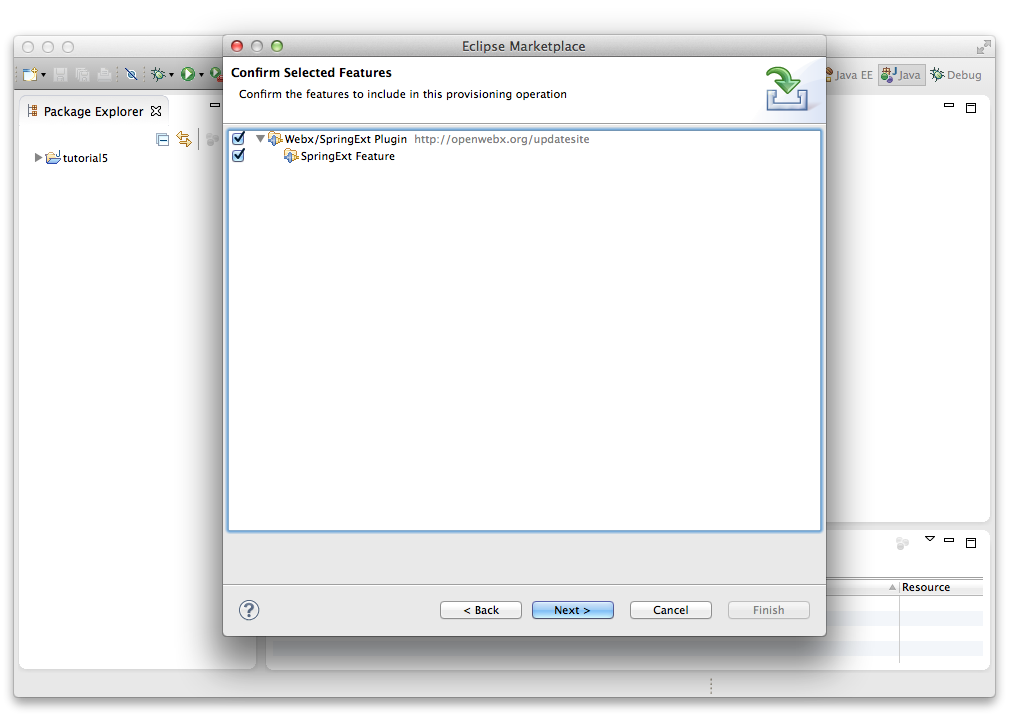 Eclipse Marketplace
Confirm Selected Features
Confirm the features to include in this provisioning operation
Java EE
Java
Debug
Package Explorer
tutorial5
Webx/SpringExt Plugin http://openwebx.org/updatesite
SpringExt Feature
Resource
?
< Back
Next >
Cancel
Finish